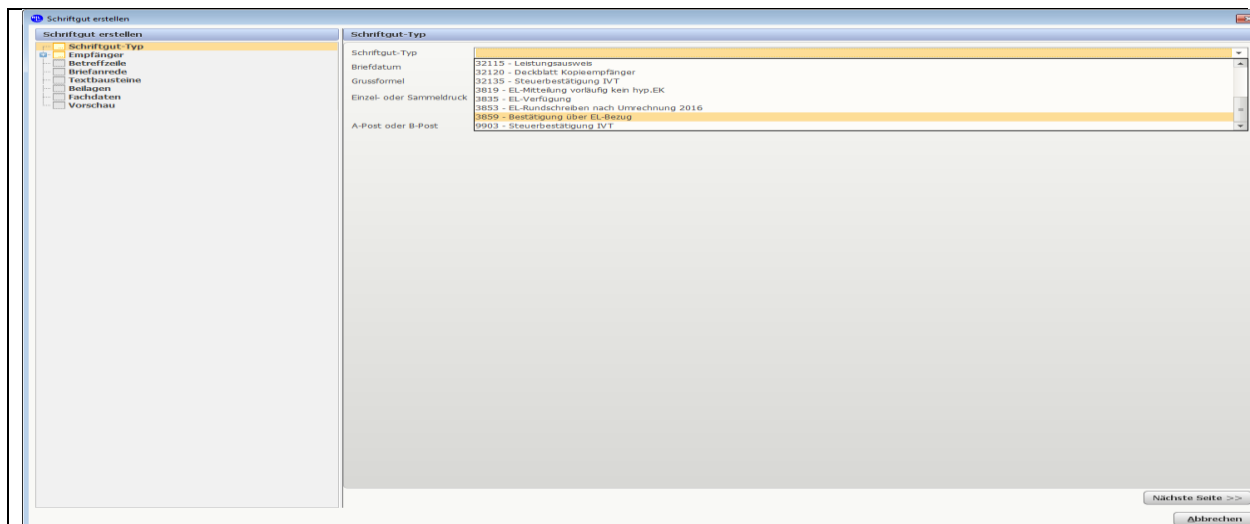 Schriftgut erstellen
Schriftgut erstellen
Schriftgut-Typ
Empfänger
Betreffzeile
Briefanrede
Textbausteine
Beilagen
Fachdaten
Vorschau
Schriftgut-Typ
Schriftgut-Typ
Briefdatum
Grussformel
Einzel- oder Sammeldruck
A-Post oder B-Post
32115 - Leistungsausweis
32120 - Deckblatt Kopieempfänger
32135 - Steuerbestätigung IVT
3819 - EL-Mitteilung vorläufig kein hyp.EK
3835 - EL-Verfügung
3853 - EL-Rundschreiben nach Umrechnung 2016
3859 - Bestätigung über EL-Bezug
9903 - Steuerbestätigung IVT
Nächste Seite >>
Abbrechen